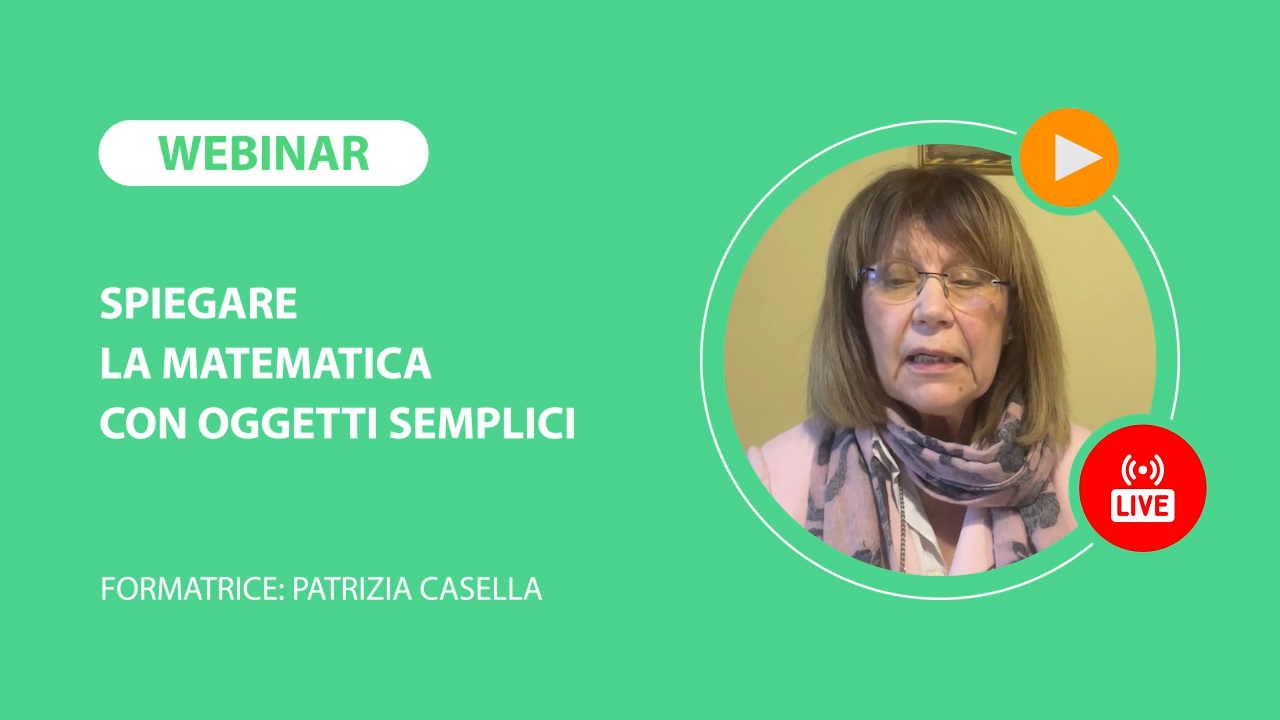 WEBINAR
SPIEGARE
LA MATEMATICA
CON OGGETTI SEMPLICI
FORMATRICE: PATRIZIA CASELLA
LIVE